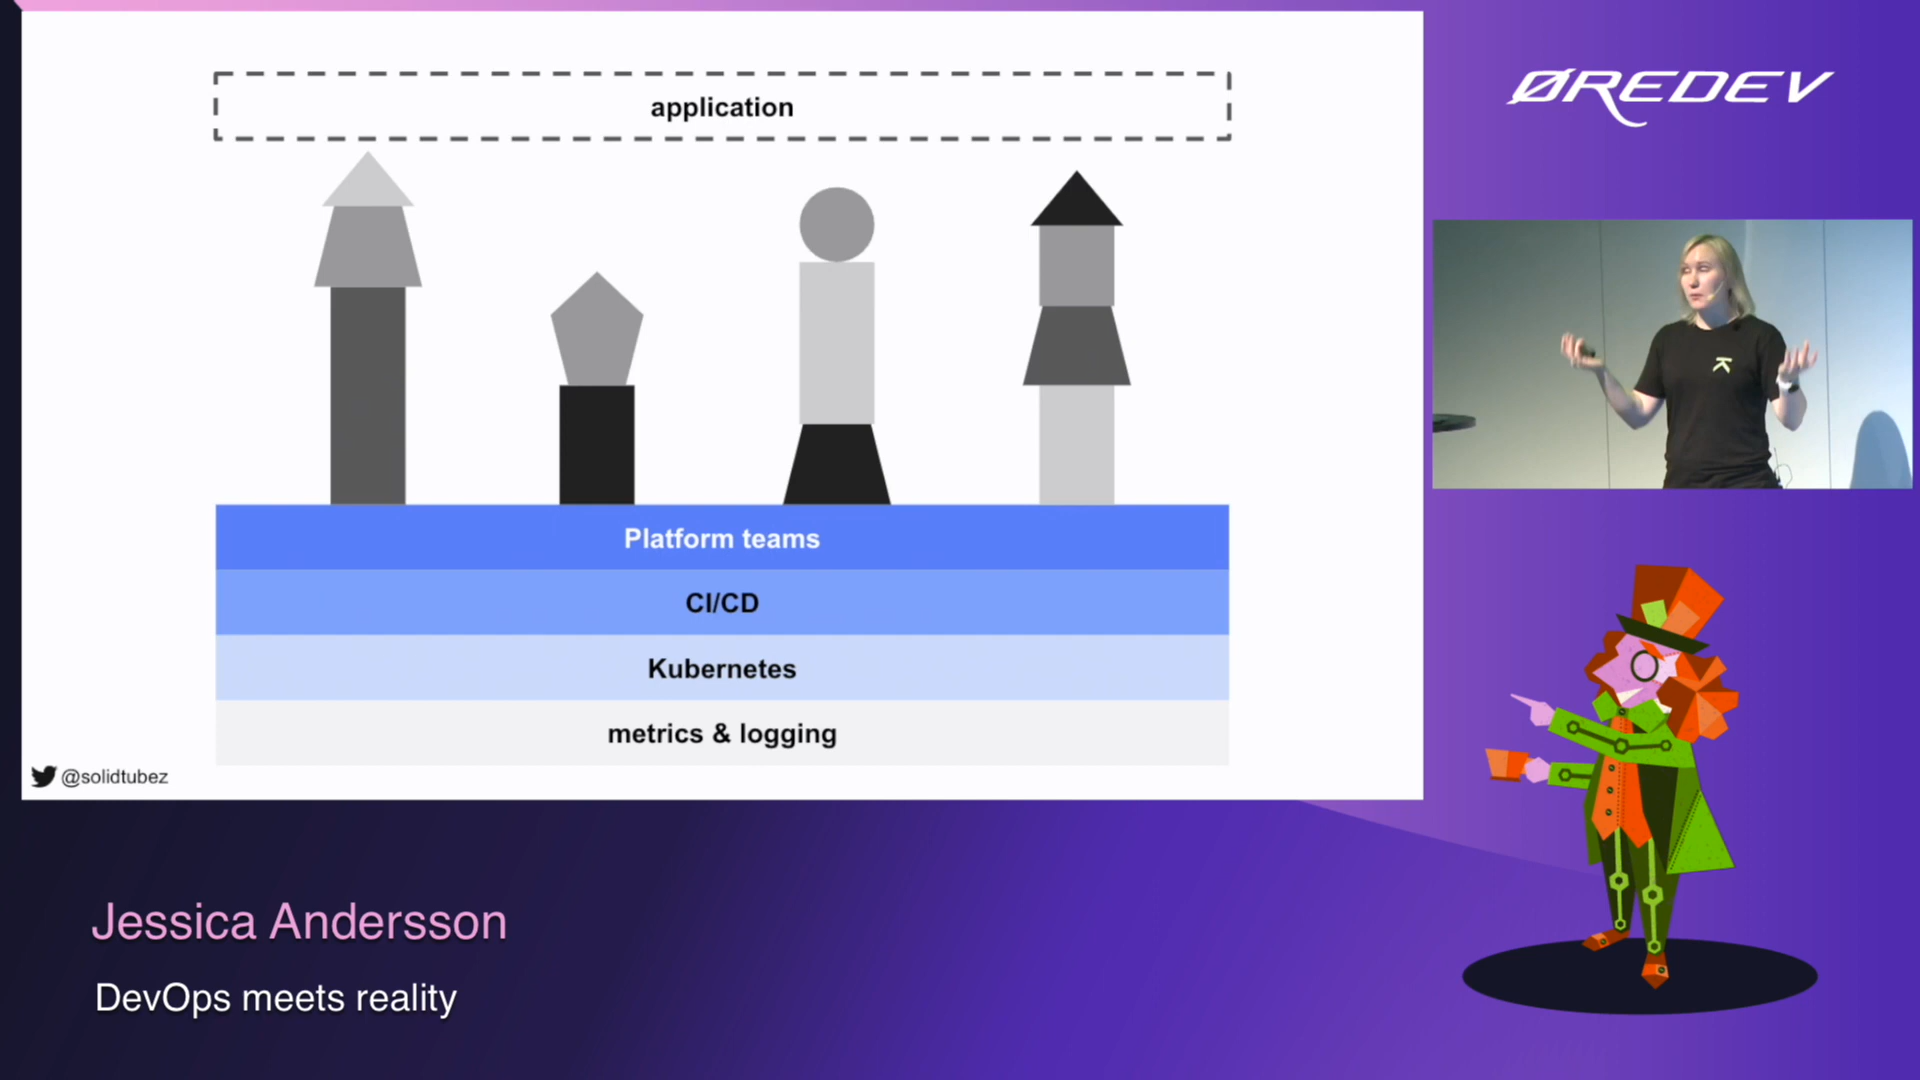 application
Platform teams
CI/CD
Kubernetes
metrics & logging
@solidtubez
ØREDEV
Jessica Andersson
DevOps meets reality